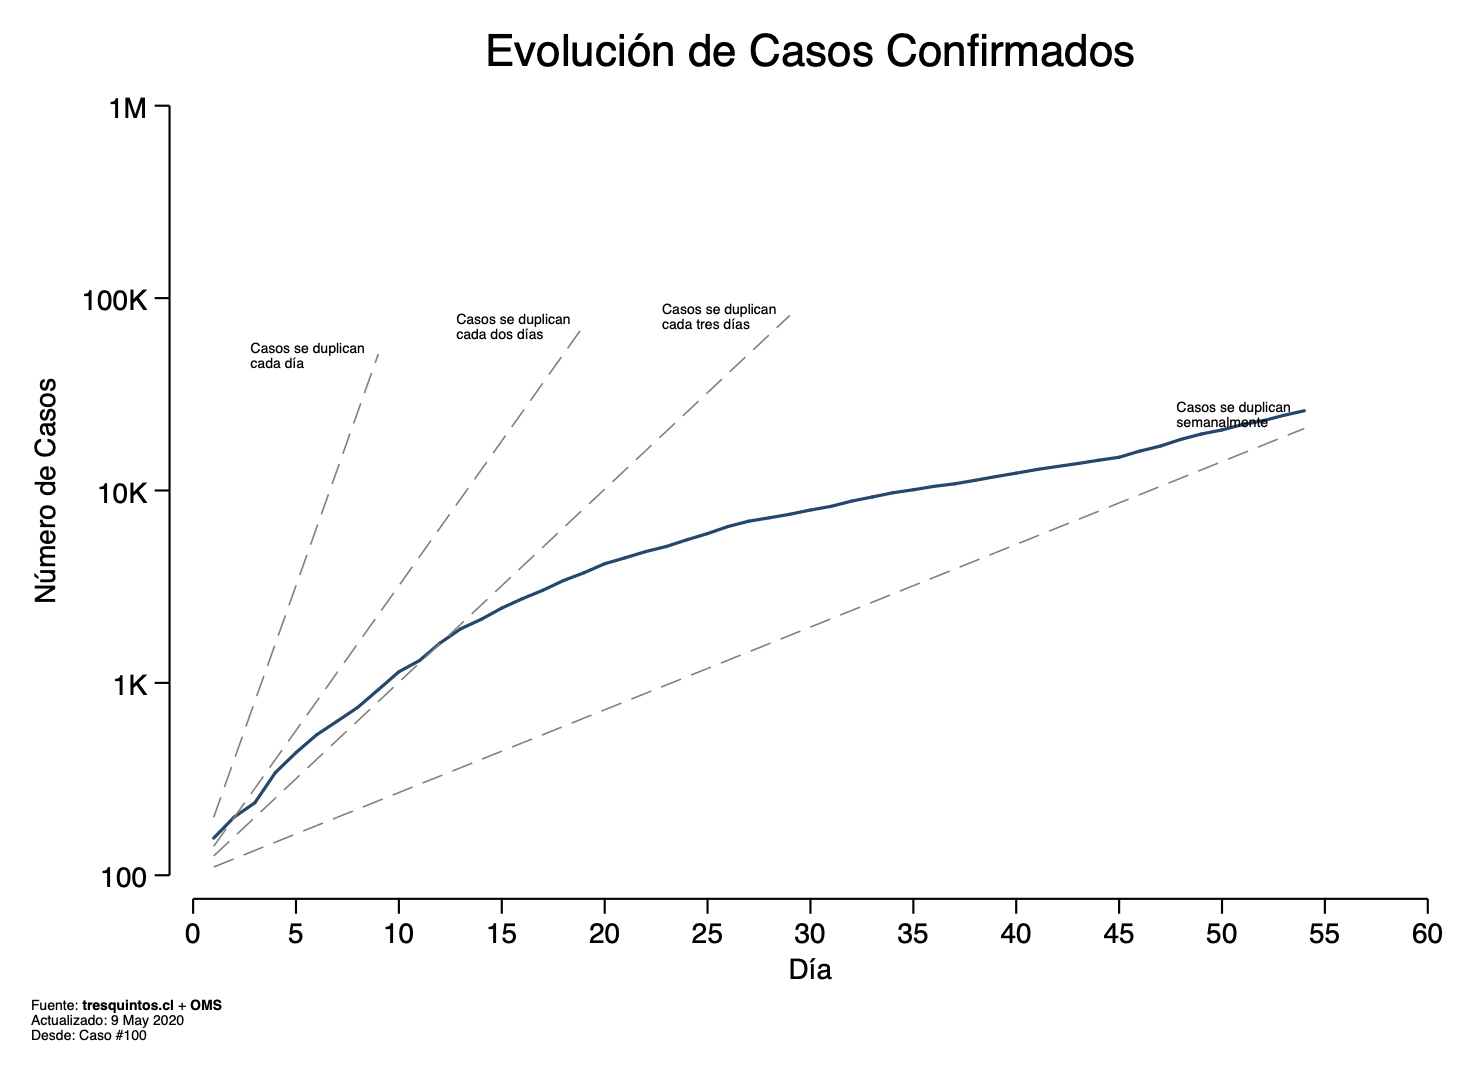 Evolución de Casos Confirmados
1M
100K
10K
1K
100
Número de Casos
Casos se duplican
cada día
Casos se duplican
cada dos días
Casos se duplican
cada tres días
Casos se duplican
semanalmente
0 5 10 15 20 25 30 35 40 45 50 55 60
Día
Fuente: tresquintos.cl + OMS
Actualizado: 9 May 2020
Desde: Caso #100